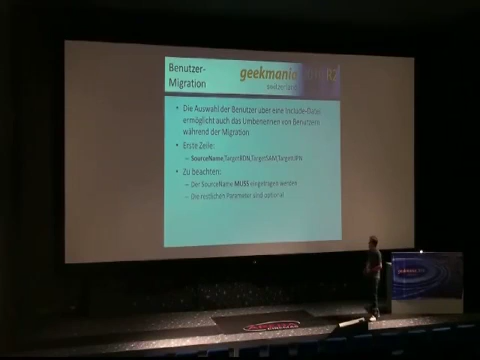 Benutzer-
Migration
geekmania
• Die Auswahl der Benutzer über eine Include-Datei
ermöglicht auch das Umbenennen von Benutzern
während der Migration
• Erste Zeile:
– SourceName,TargetRDN,TargetSAM,TargetUPN
• Zu beachten:
– Der SourceName MUSS eingetragen werden
– Die restlichen Parameter sind optional